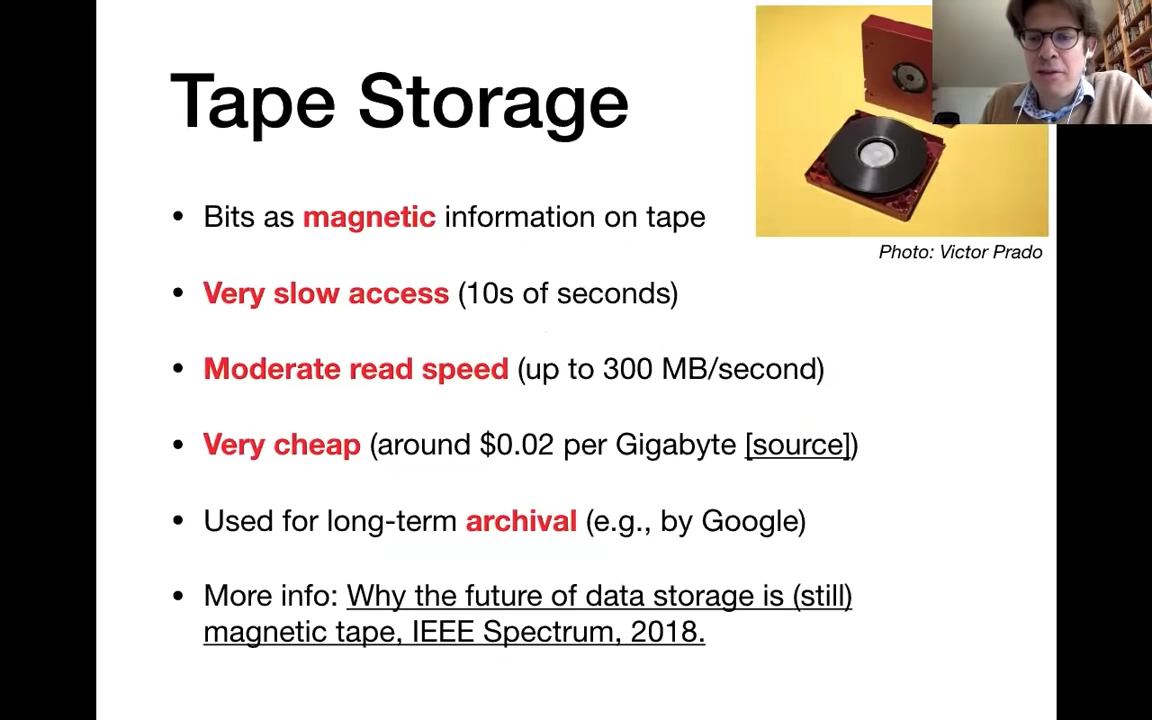 Tape Storage
Photo: Victor Prado
• Bits as magnetic information on tape
• Very slow access (10s of seconds)
• Moderate read speed (up to 300 MB/second)
• Very cheap (around $0.02 per Gigabyte [source])
• Used for long-term archival (e.g., by Google)
• More info: Why the future of data storage is (still)
magnetic tape, IEEE Spectrum, 2018.